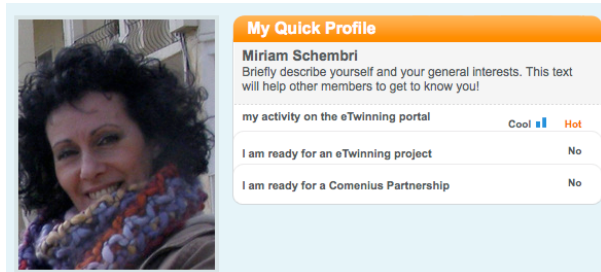 My Quick Profile
Miriam Schembri
Briefly describe yourself and your general interests. This text
will help other members to get to know you!
my activity on the eTwinning portal
Cool Hot
I am ready for an eTwinning project No
I am ready for a Comenius Partnership No